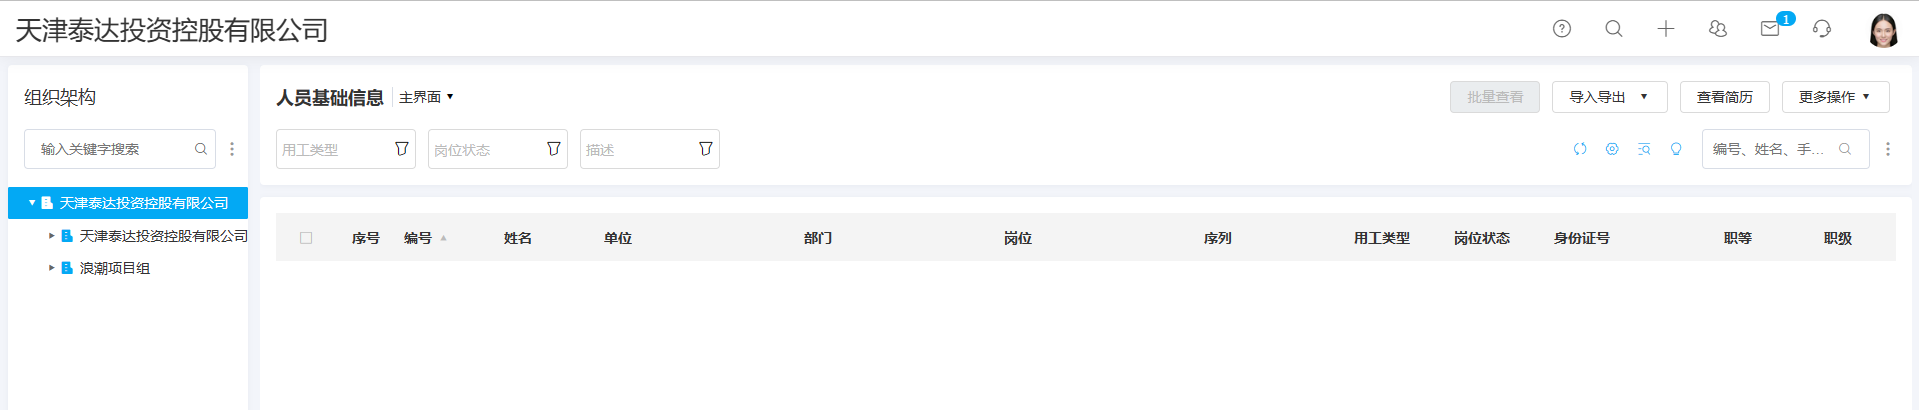 天津泰达投资控股有限公司
1
组织架构
输入关键字搜索
天津泰达投资控股有限公司
天津泰达投资控股有限公司
浪潮项目组
人员基础信息 主界面
批量查看 导入导出 查看简历 更多操作
用工类型 岗位状态 描述
编号、姓名、手...
序号 编号 姓名 单位 部门 岗位 序列 用工类型 岗位状态 身份证号 职等 职级